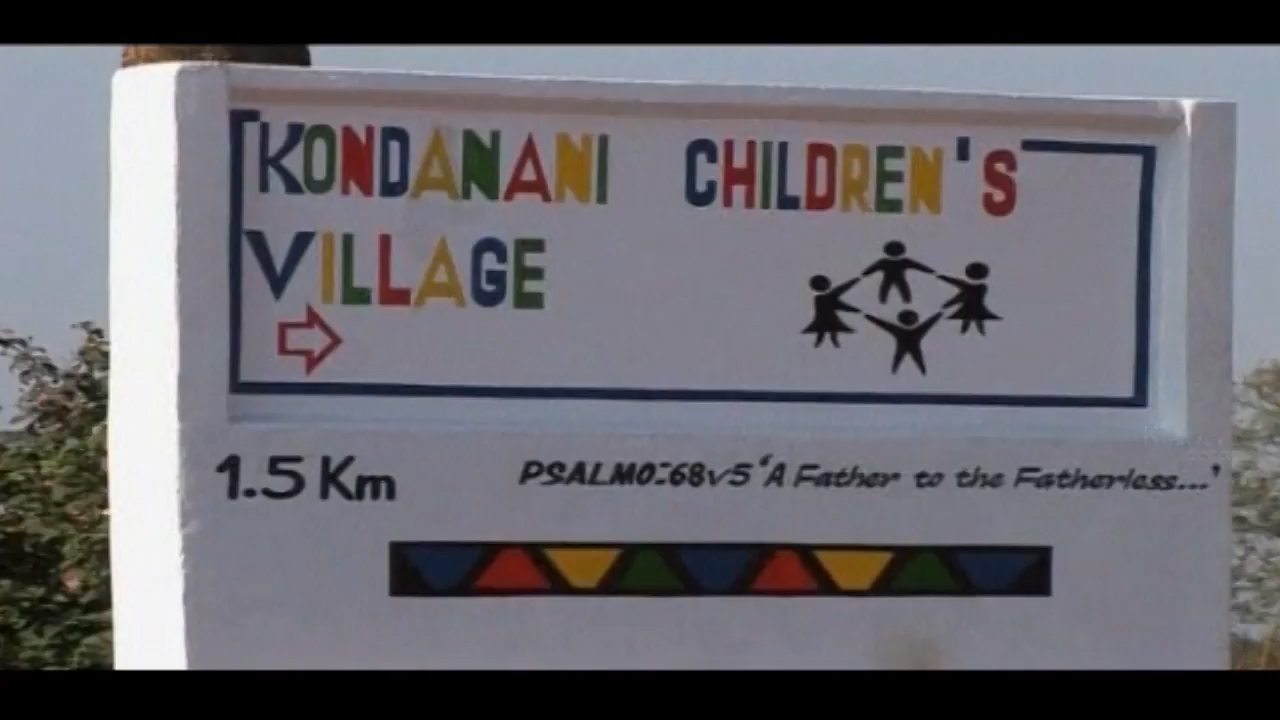 KONDANANI CHILDREN'S
VILLAGE
1.5 Km
PSALMO:68v5 'A Father to the Fatherless...'